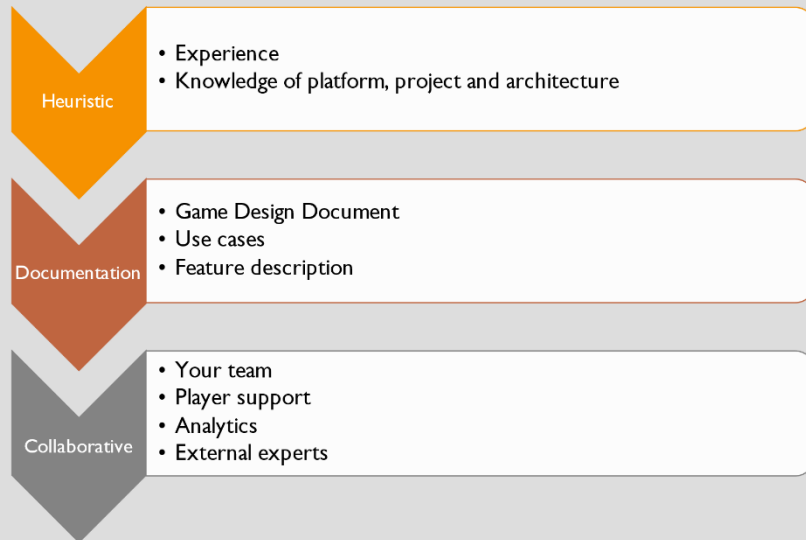 Heuristic
• Experience
• Knowledge of platform, project and architecture
Documentation
• Game Design Document
• Use cases
• Feature description
Collaborative
• Your team
• Player support
• Analytics
• External experts